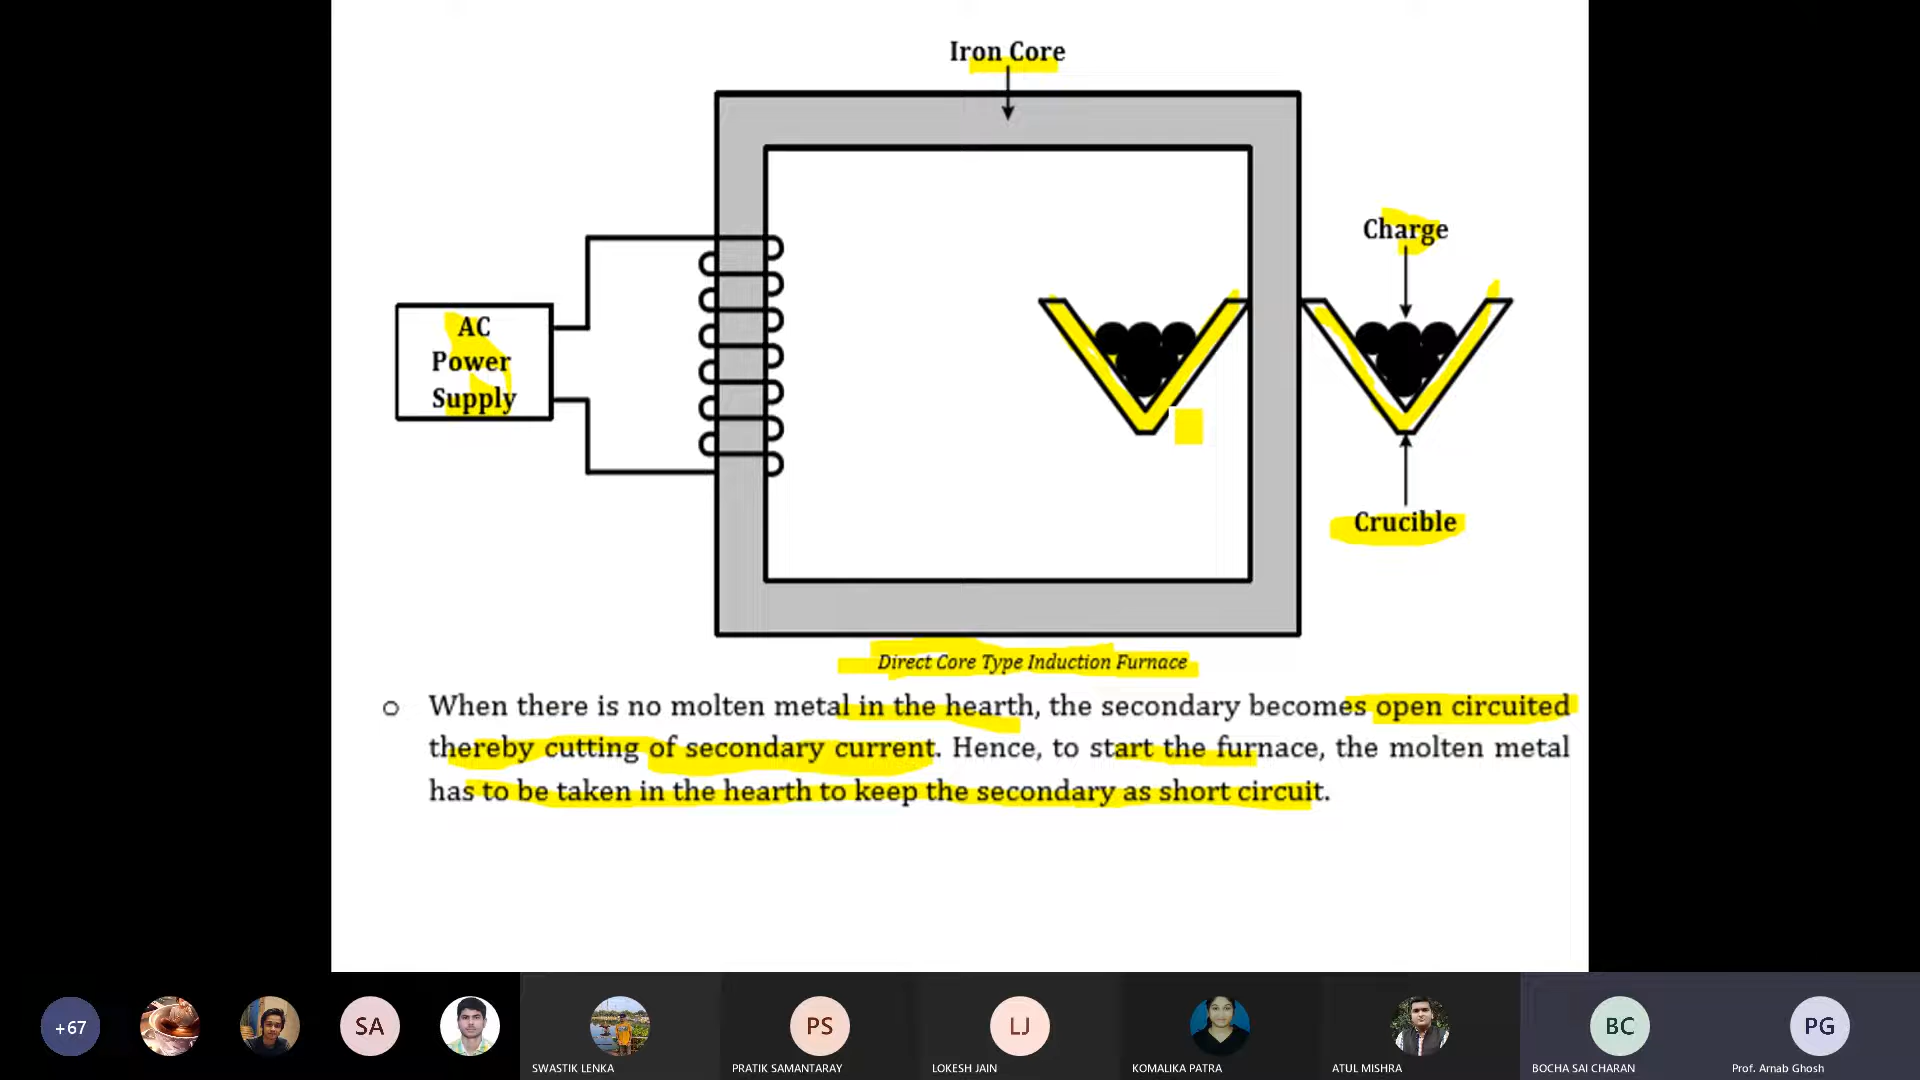 Iron Core
Charge
AC
Power
Supply
Crucible
Direct Core Type Induction Furnace
○ When there is no molten metal in the hearth, the secondary becomes open circuited
thereby cutting of secondary current. Hence, to start the furnace, the molten metal
has to be taken in the hearth to keep the secondary as short circuit.
+67
SA
PS
LJ
BC
PG
SWASTIK LENKA
PRATIK SAMANTARAY
LOKESH JAIN
KOMALIKA PATRA
ATUL MISHRA
BOCHA SAI CHARAN
Prof. Arnab Ghosh